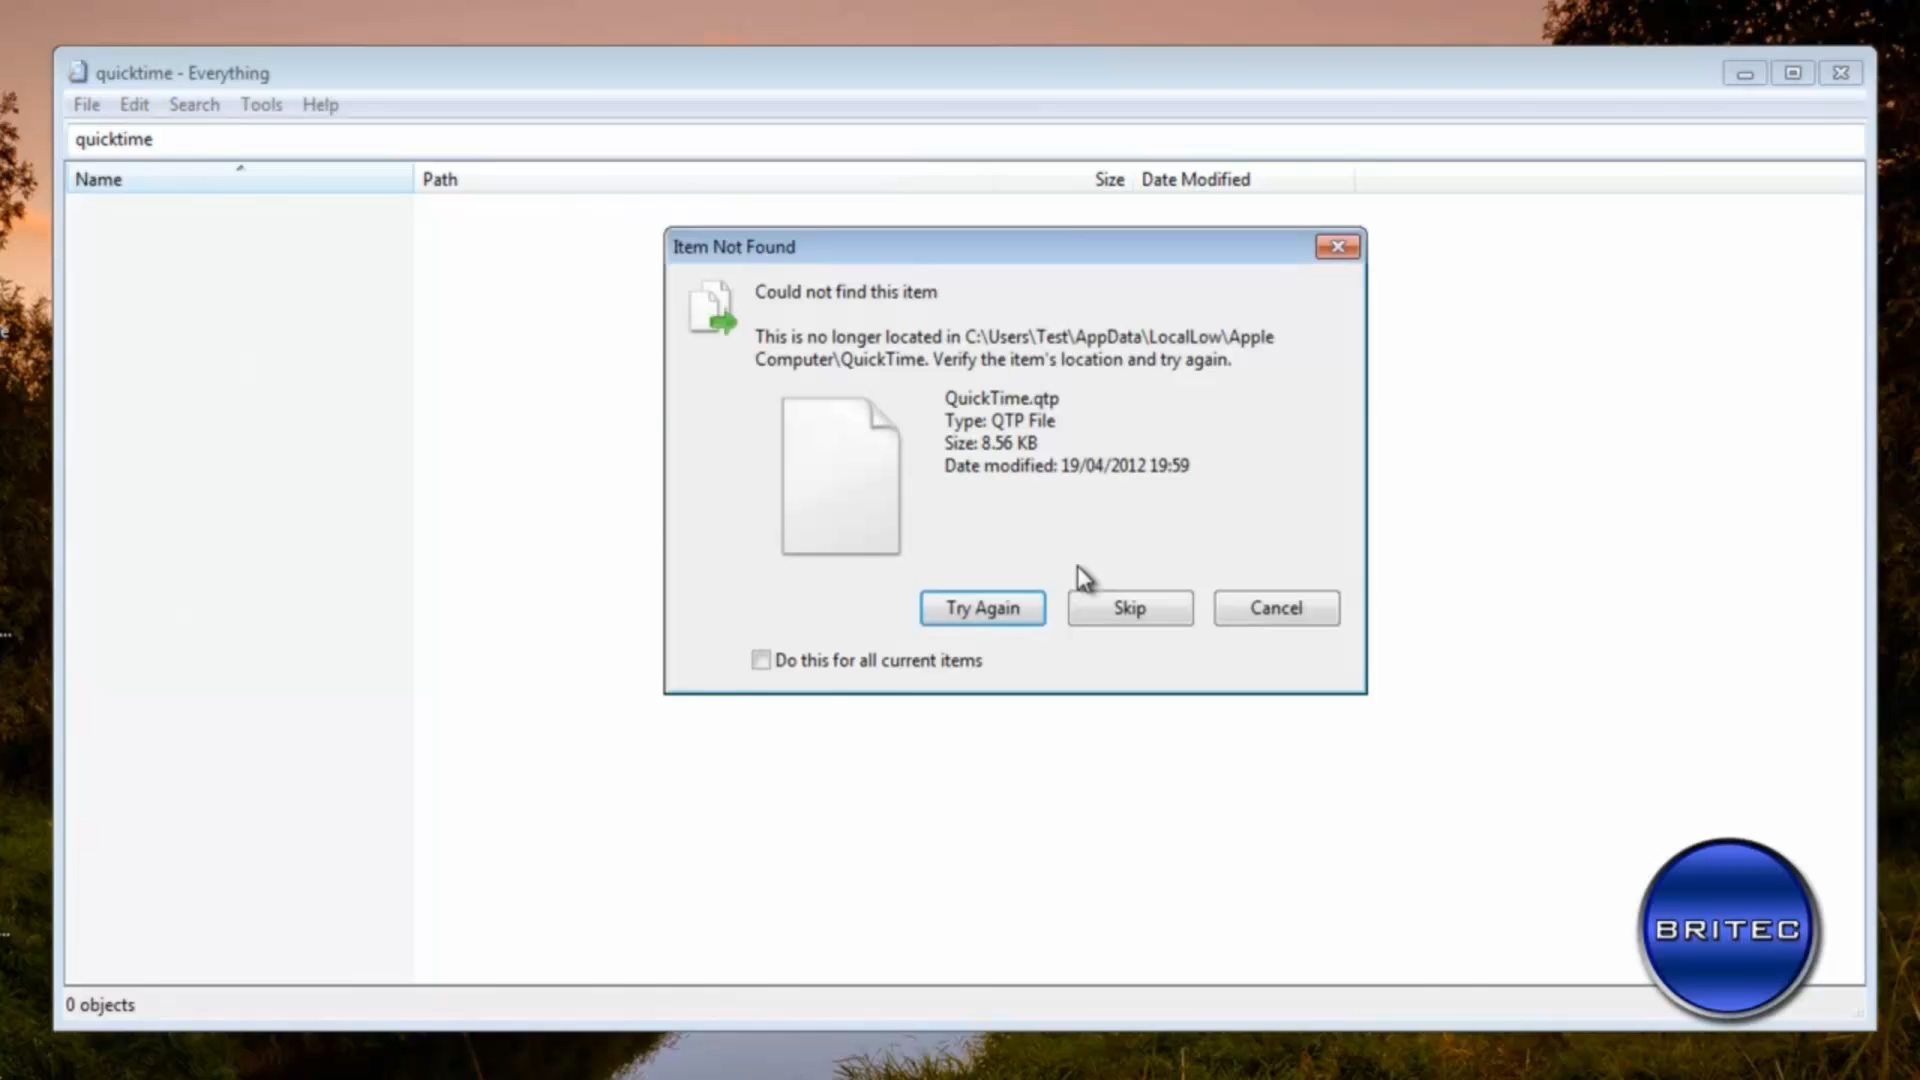 quicktime - Everything
File Edit Search Tools Help
quicktime
Name Path Size Date Modified
Item Not Found
Could not find this item
This is no longer located in C:\Users\Test\AppData\LocalLow\Apple
Computer\QuickTime. Verify the item's location and try again.
QuickTime.qtp
Type: QTP File
Size: 8.56 KB
Date modified: 19/04/2012 19:59
Try Again Skip Cancel
Do this for all current items
BRITEC
0 objects